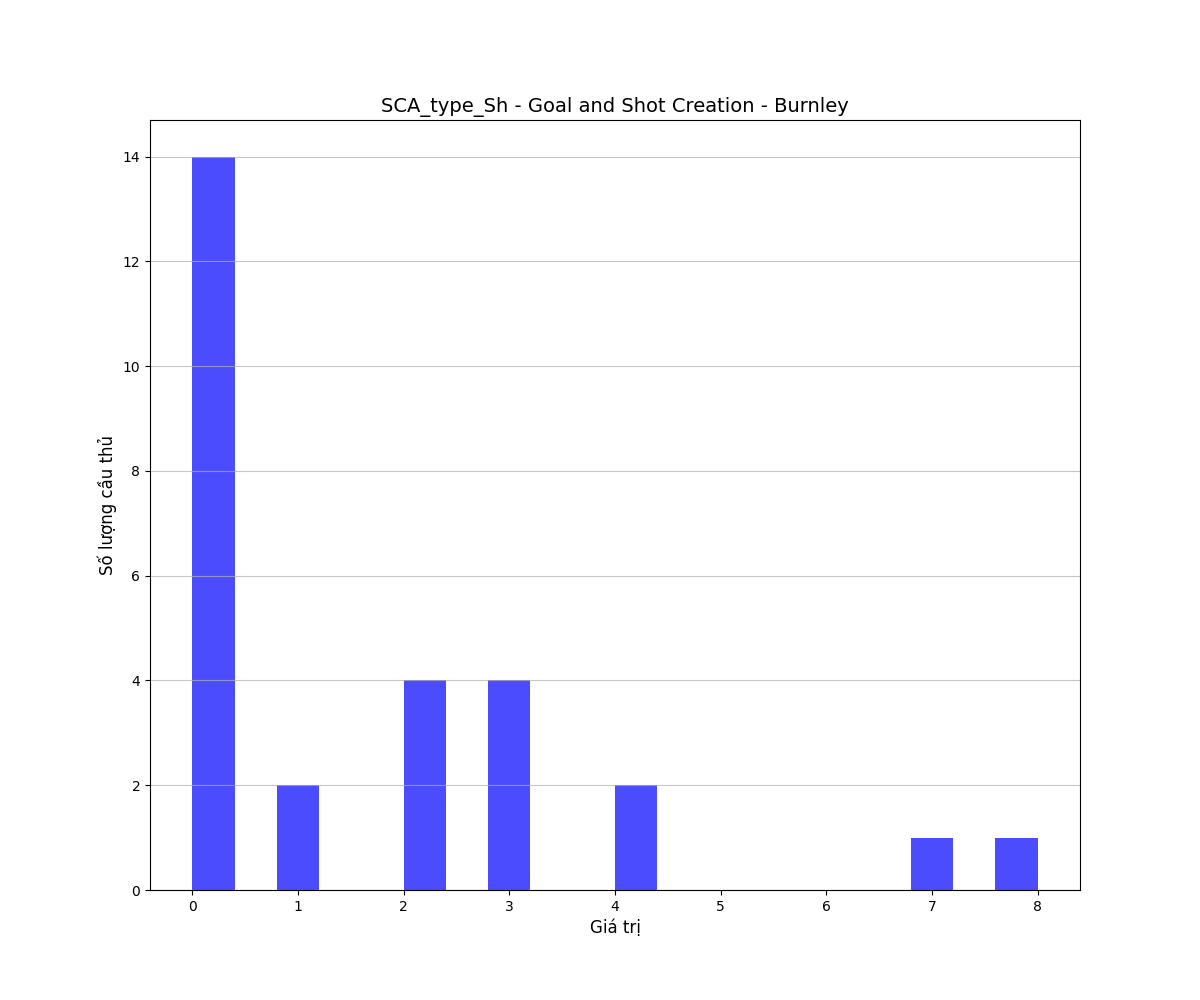 SCA_type_Sh - Goal and Shot Creation - Burnley
Số lượng cầu thủ
14
12
10
8
6
4
2
0
0 1 2 3 4 5 6 7 8
Giá trị